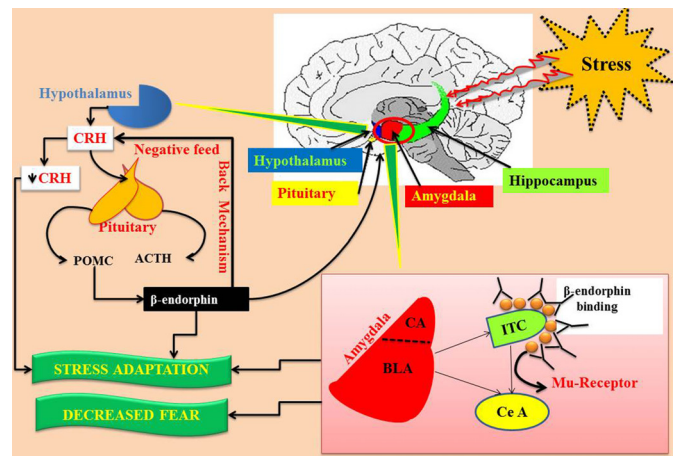 Stress
Hypothalamus
CRH
Negative feed
Back Mechanism
CRH
Pituitary
POMC
ACTH
β-endorphin
STRESS ADAPTATION
DECREASED FEAR
Hypothalamus
Pituitary
Amygdala
Hippocampus
Amygdala
CA
BLA
ITC
β-endorphin
binding
Mu-Receptor
Ce A